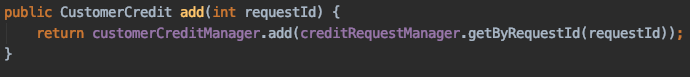 public CustomerCredit add(int requestId) {
    return customerCreditManager.add(creditRequestManager.getByRequestId(requestId));
}